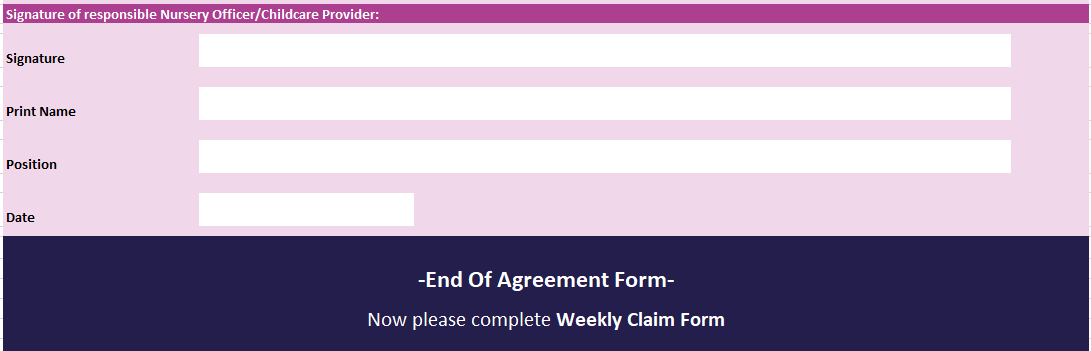 Signature of responsible Nursery Officer/Childcare Provider:
Signature
Print Name
Position
Date
-End Of Agreement Form-
Now please complete Weekly Claim Form